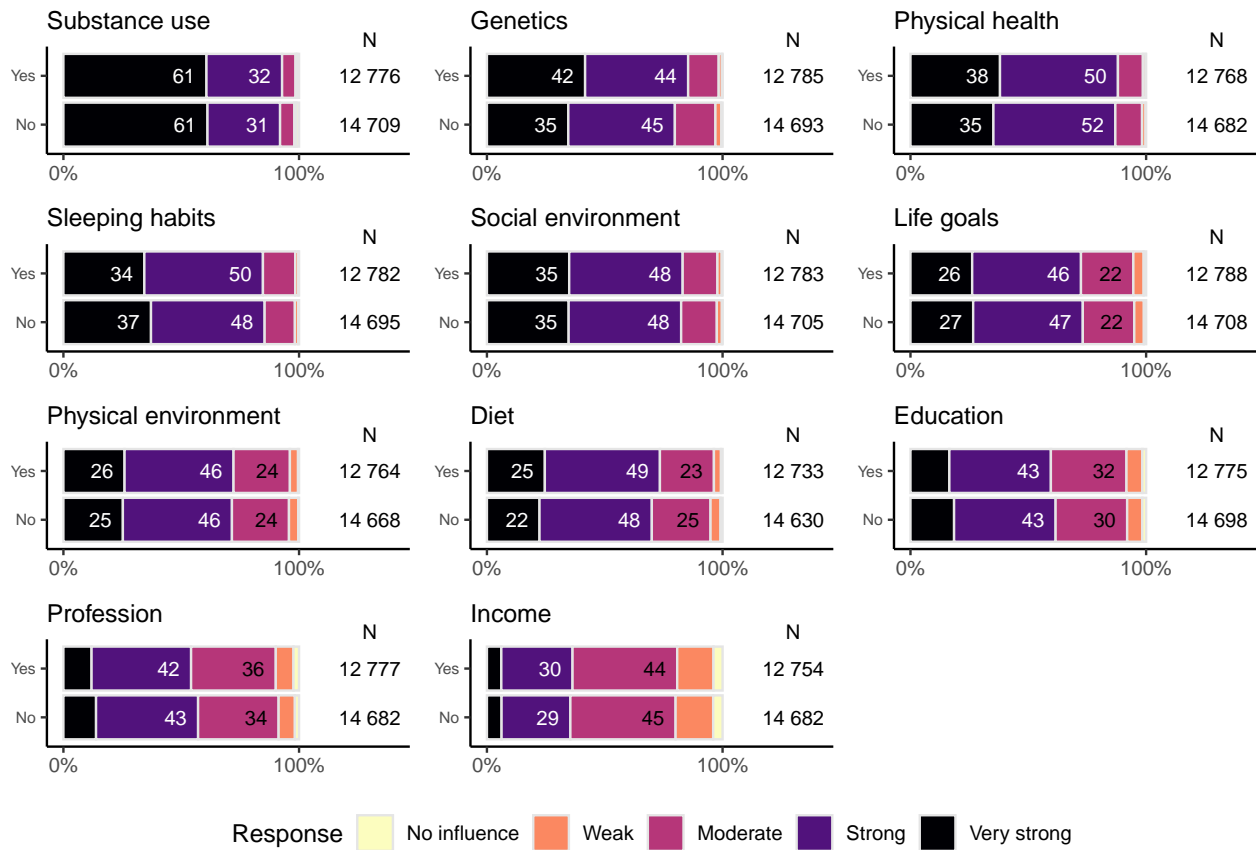 Substance use
N
Yes 61 32 12 776
No 61 31 14 709
0% 100%
Genetics
N
Yes 42 44 12 785
No 35 45 14 693
0% 100%
Physical health
N
Yes 38 50 12 768
No 35 52 14 682
0% 100%
Sleeping habits
N
Yes 34 50 12 782
No 37 48 14 695
0% 100%
Social environment
N
Yes 35 48 12 783
No 35 48 14 705
0% 100%
Life goals
N
Yes 26 46 22 12 788
No 27 47 22 14 708
0% 100%
Physical environment
N
Yes 26 46 24 12 764
No 25 46 24 14 668
0% 100%
Diet
N
Yes 25 49 23 12 733
No 22 48 25 14 630
0% 100%
Education
N
Yes 43 32 12 775
No 43 30 14 698
0% 100%
Profession
N
Yes 42 36 12 777
No 43 34 14 682
0% 100%
Income
N
Yes 30 44 12 754
No 29 45 14 682
0% 100%
Response No influence Weak Moderate Strong Very strong